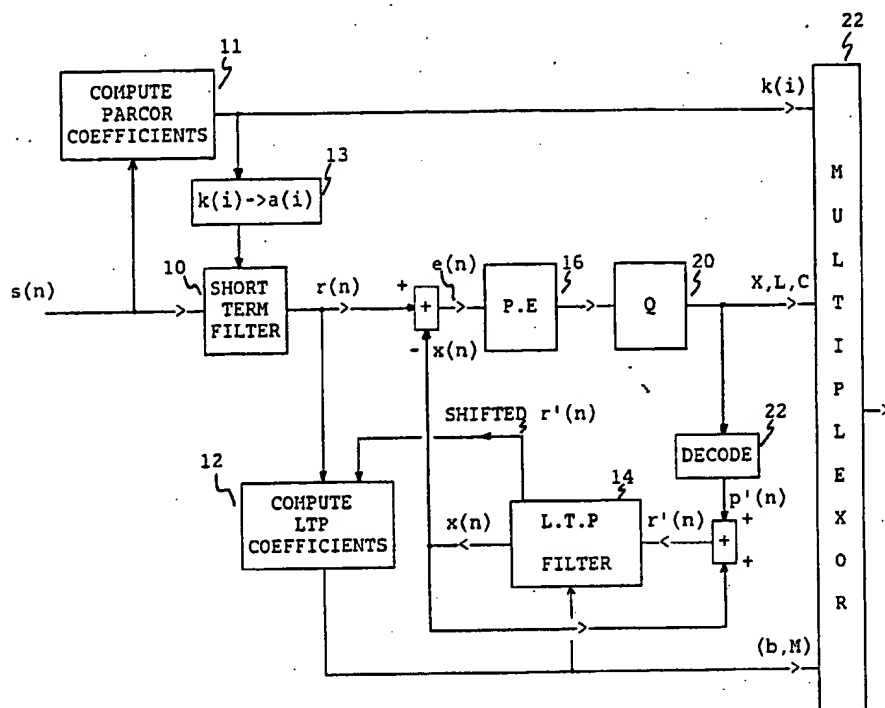 22
11
COMPUTE
PARCOR
COEFFICIENTS
k(i)
13
k(i)->a(i)
MULTIPLEXOR
s(n)
10
SHORT
TERM
FILTER
r(n)
+
+
e(n)
- x(n)
P.E
16
Q
20
X,L,C
SHIFTED r'(n)
DECODE
22
p'(n)
12
COMPUTE
LTP
COEFFICIENTS
x(n)
14
L.T.P
FILTER
r'(n)
+
+
+
(b,M)